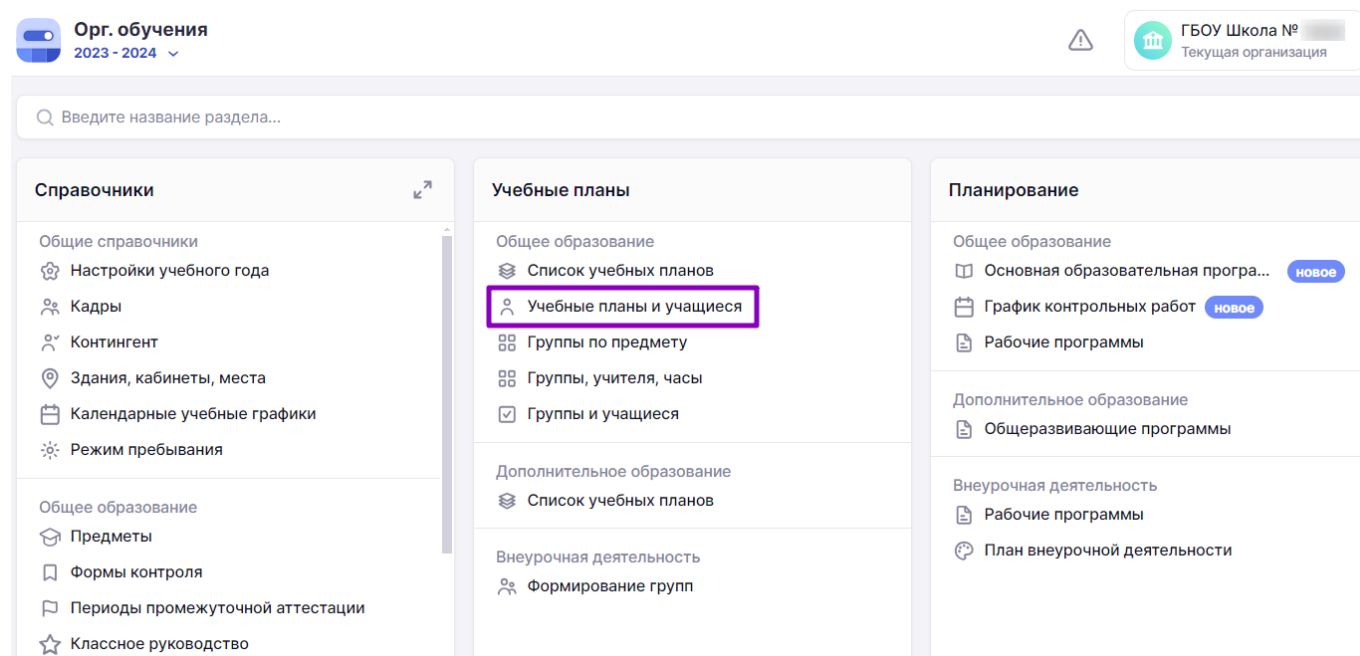 Орг. обучения
2023 - 2024
ГБОУ Школа №
Текущая организация
Введите название раздела...
Справочники
Общие справочники
Настройки учебного года
Кадры
Контингент
Здания, кабинеты, места
Календарные учебные графики
Режим пребывания
Общее образование
Предметы
Формы контроля
Периоды промежуточной аттестации
Классное руководство
Учебные планы
Общее образование
Список учебных планов
Учебные планы и учащиеся
Группы по предмету
Группы, учителя, часы
Группы и учащиеся
Дополнительное образование
Список учебных планов
Внеурочная деятельность
Формирование групп
Планирование
Общее образование
Основная образовательная програ... новое
График контрольных работ новое
Рабочие программы
Дополнительное образование
Общеразвивающие программы
Внеурочная деятельность
Рабочие программы
План внеурочной деятельности